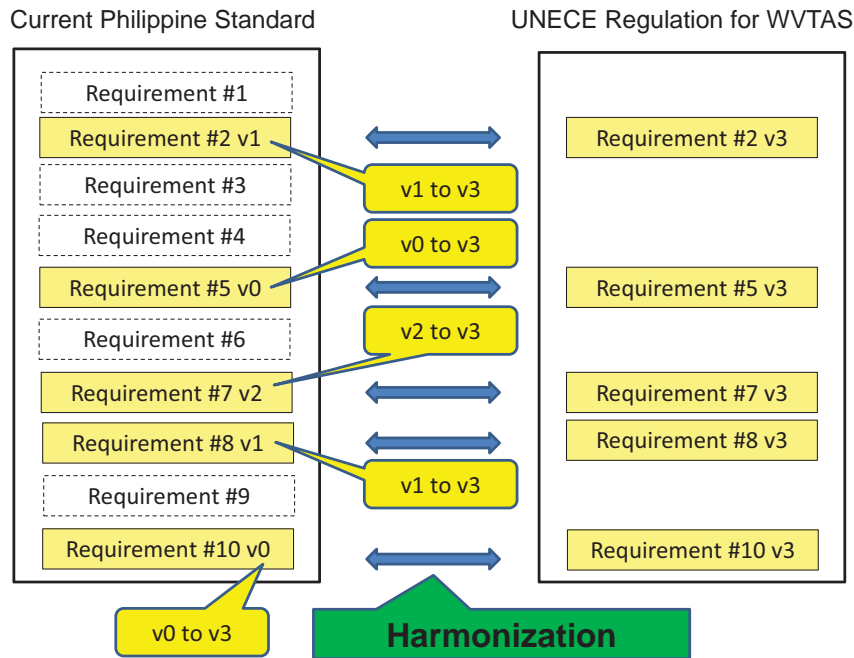 Current Philippine Standard
UNECE Regulation for WVTAS
Requirement #1
Requirement #2 v1
Requirement #3
Requirement #4
Requirement #5 v0
Requirement #6
Requirement #7 v2
Requirement #8 v1
Requirement #9
Requirement #10 v0
v1 to v3
v0 to v3
v2 to v3
v1 to v3
v0 to v3
Requirement #2 v3
Requirement #5 v3
Requirement #7 v3
Requirement #8 v3
Requirement #10 v3
Harmonization